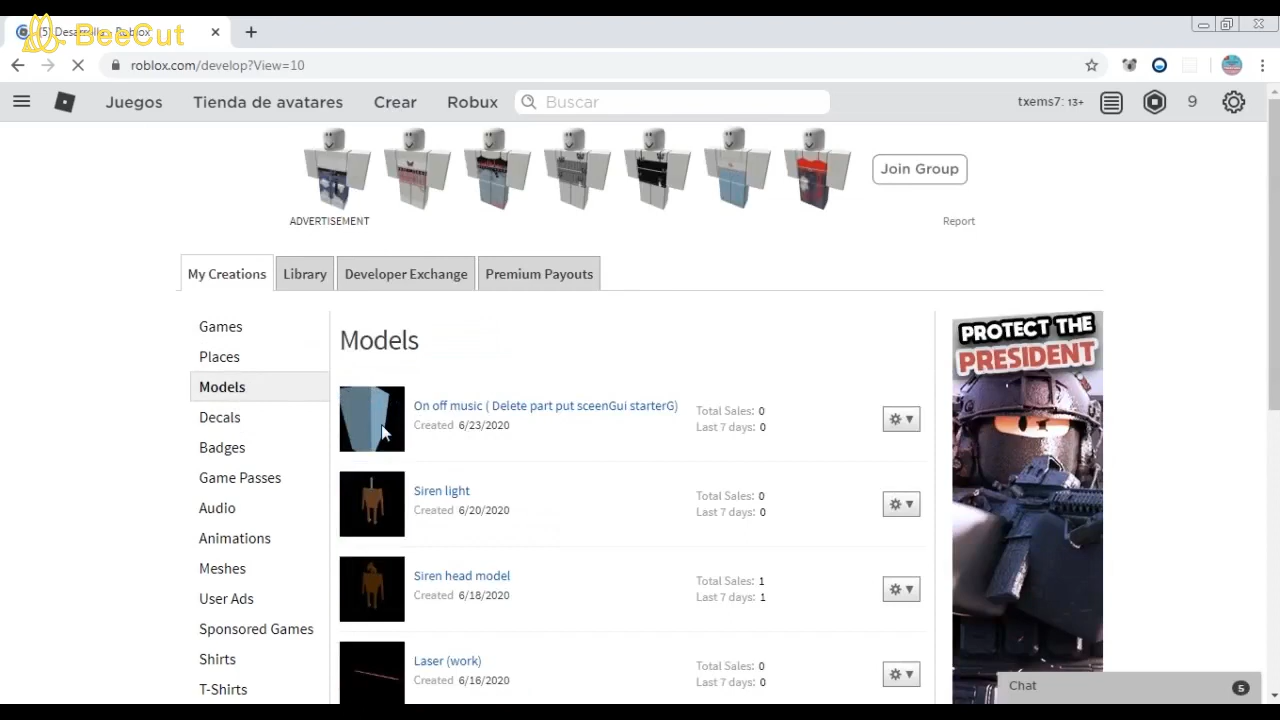 BeeCut
(5) Desarrolla - Roblox
roblox.com/develop?View=10
Juegos Tienda de avatares Crear Robux Buscar txems7: 13+ 9
Join Group
ADVERTISEMENT Report
My Creations Library Developer Exchange Premium Payouts
Games
Places
Models
Decals
Badges
Game Passes
Audio
Animations
Meshes
User Ads
Sponsored Games
Shirts
T-Shirts
Models
On off music ( Delete part put sceenGui starterG)
Created 6/23/2020
Total Sales: 0
Last 7 days: 0
Siren light
Created 6/20/2020
Total Sales: 0
Last 7 days: 0
Siren head model
Created 6/18/2020
Total Sales: 1
Last 7 days: 1
Laser (work)
Created 6/16/2020
Total Sales: 0
Last 7 days: 0
PROTECT THE
PRESIDENT
Chat 5